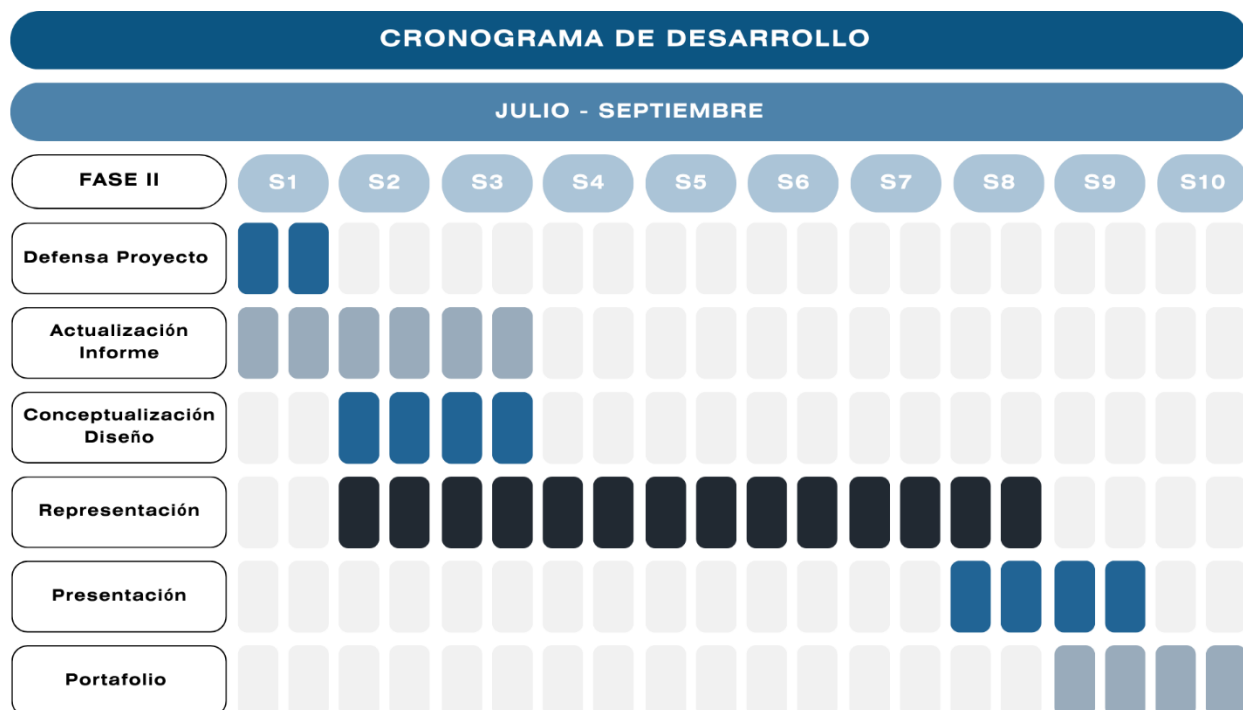 CRONOGRAMA DE DESARROLLO
JULIO - SEPTIEMBRE
FASE II S1 S2 S3 S4 S5 S6 S7 S8 S9 S10
Defensa Proyecto
Actualización
Informe
Conceptualización
Diseño
Representación
Presentación
Portafolio